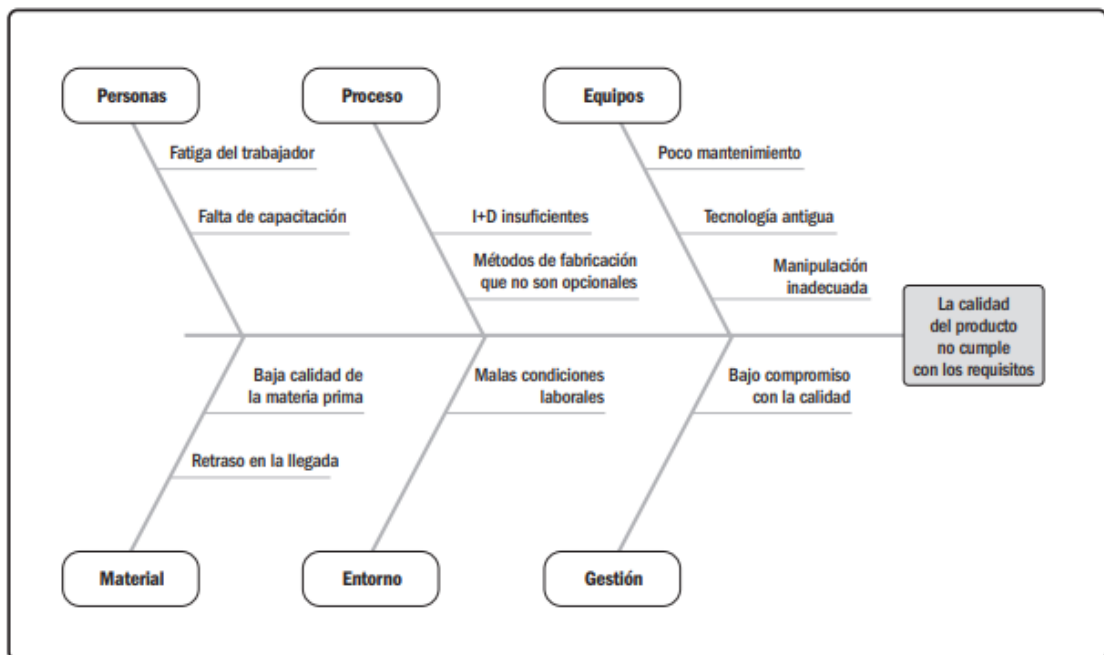 Personas
Proceso
Equipos
Fatiga del trabajador
Falta de capacitación
I+D insuficientes
Métodos de fabricación
que no son opcionales
Poco mantenimiento
Tecnología antigua
Manipulación
inadecuada
La calidad
del producto
no cumple
con los requisitos
Baja calidad de
la materia prima
Retraso en la llegada
Malas condiciones
laborales
Bajo compromiso
con la calidad
Material
Entorno
Gestión